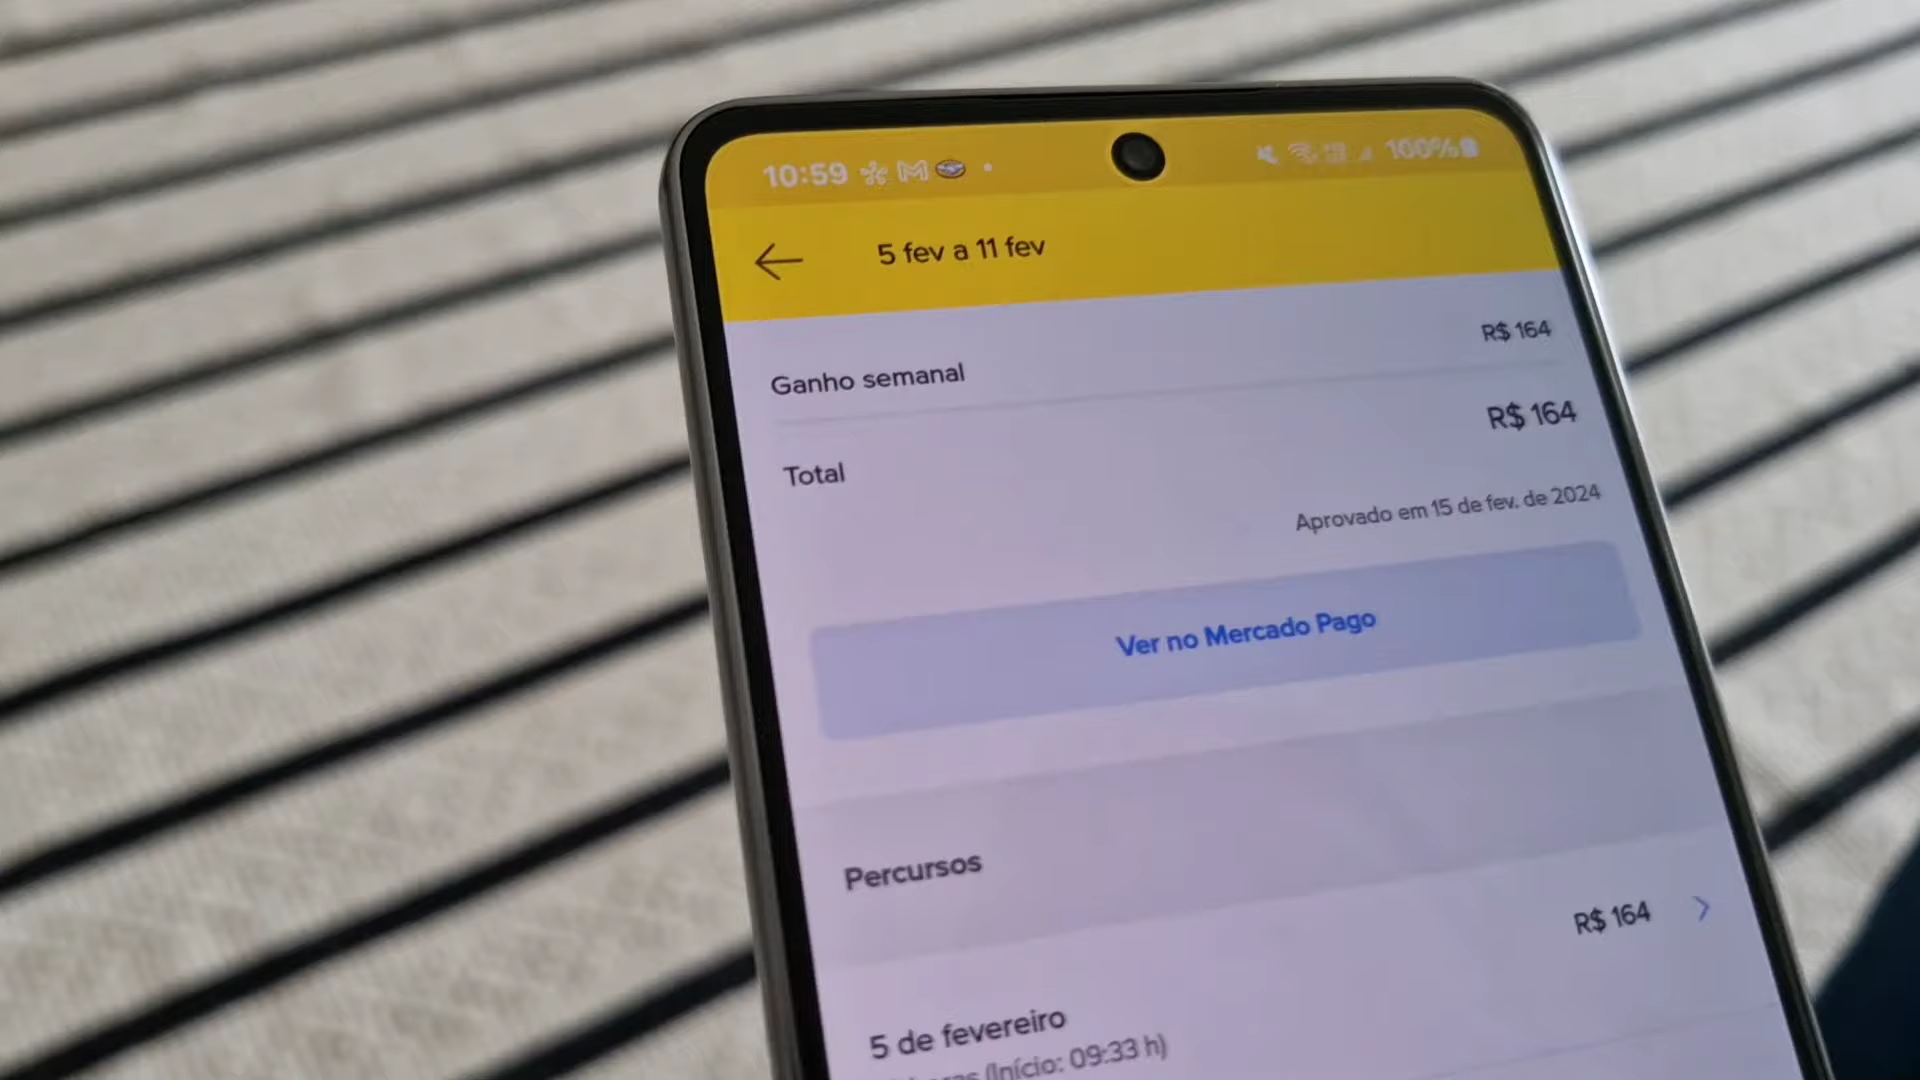 10:59 100%
5 fev a 11 fev
Ganho semanal R$ 164
Total R$ 164
Aprovado em 15 de fev. de 2024
Ver no Mercado Pago
Percursos
5 de fevereiro R$ 164
(Início: 09:33 h)